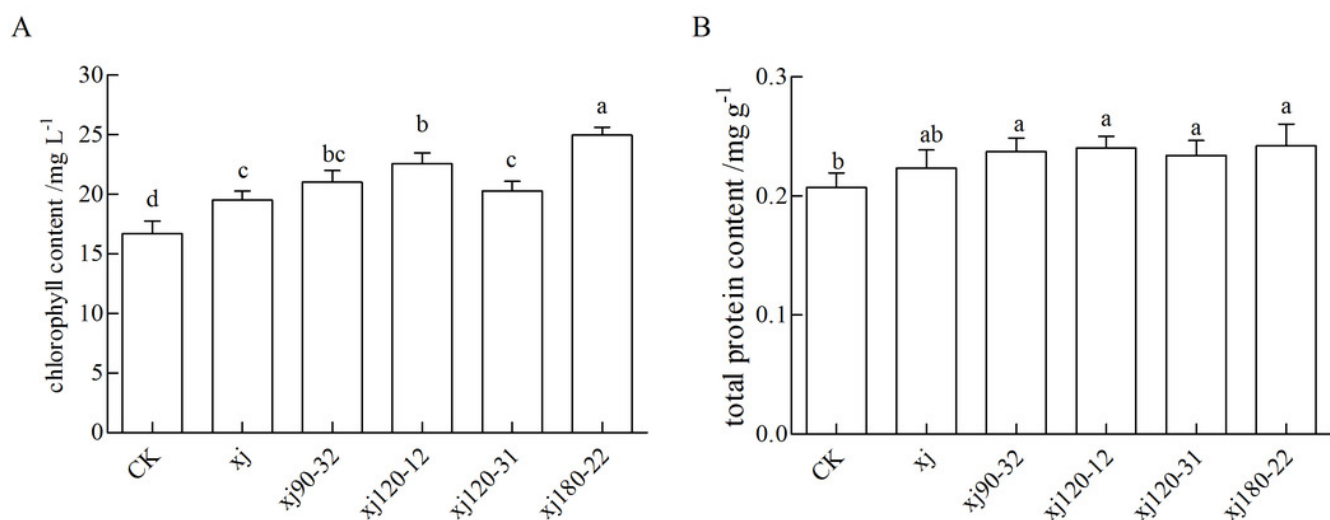 A
chlorophyll content /mg L-1
30
25
20
15
10
5
0
d
c
bc
b
c
a
CK
xj
xj90-32
xj120-12
xj120-31
xj180-22
B
total protein content /mg g-1
0.3
0.2
0.1
0.0
b
ab
a
a
a
a
CK
xj
xj90-32
xj120-12
xj120-31
xj180-22